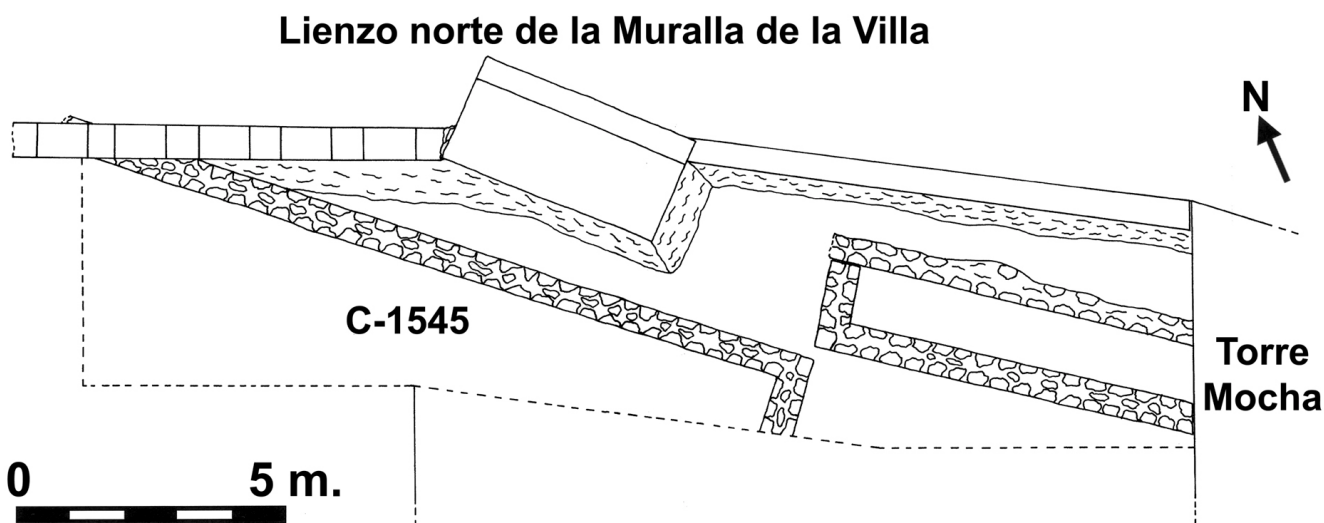 Lienzo norte de la Muralla de la Villa
N
C-1545
Torre
Mocha
0 5 m.